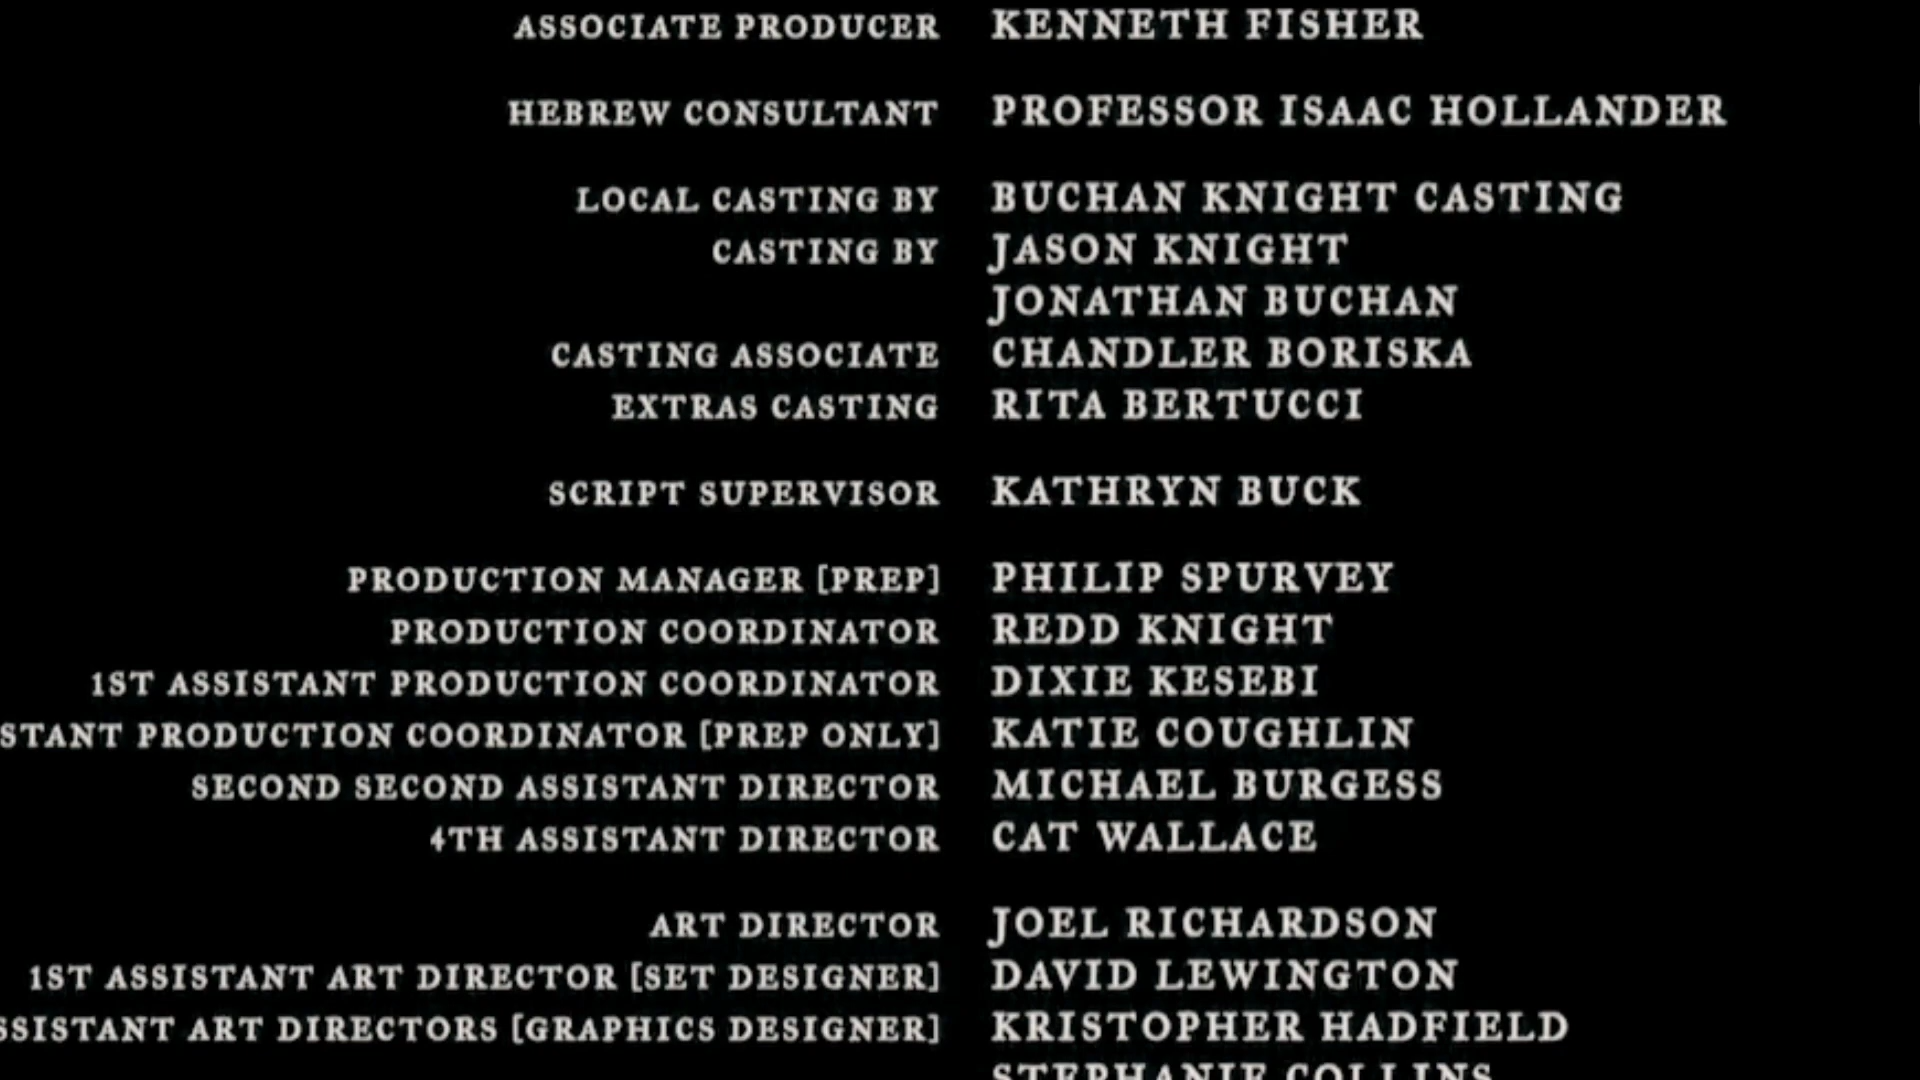 ASSOCIATE PRODUCER KENNETH FISHER
HEBREW CONSULTANT PROFESSOR ISAAC HOLLANDER
LOCAL CASTING BY BUCHAN KNIGHT CASTING
CASTING BY JASON KNIGHT
JONATHAN BUCHAN
CASTING ASSOCIATE CHANDLER BORISKA
EXTRAS CASTING RITA BERTUCCI
SCRIPT SUPERVISOR KATHRYN BUCK
PRODUCTION MANAGER [PREP] PHILIP SPURVEY
PRODUCTION COORDINATOR REDD KNIGHT
1ST ASSISTANT PRODUCTION COORDINATOR DIXIE KESEBI
STANT PRODUCTION COORDINATOR [PREP ONLY] KATIE COUGHLIN
SECOND SECOND ASSISTANT DIRECTOR MICHAEL BURGESS
4TH ASSISTANT DIRECTOR CAT WALLACE
ART DIRECTOR JOEL RICHARDSON
1ST ASSISTANT ART DIRECTOR [SET DESIGNER] DAVID LEWINGTON
SSISTANT ART DIRECTORS [GRAPHICS DESIGNER] KRISTOPHER HADFIELD
STEPHANIE COLLINS